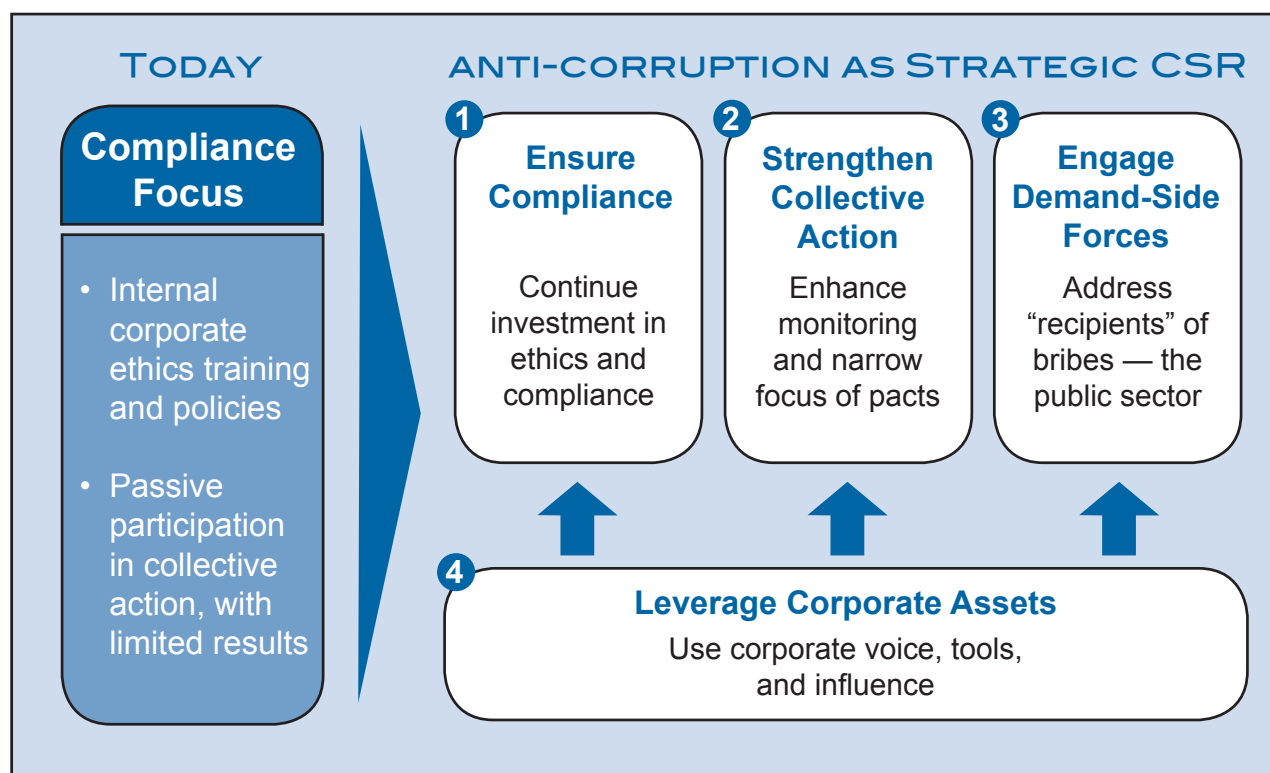 TODAY
Compliance
Focus
• Internal
corporate
ethics training
and policies
• Passive
participation
in collective
action, with
limited results
ANTI-CORRUPTION AS STRATEGIC CSR
1
Ensure
Compliance
Continue
investment in
ethics and
compliance
2
Strengthen
Collective
Action
Enhance
monitoring
and narrow
focus of pacts
3
Engage
Demand-Side
Forces
Address
“recipients” of
bribes — the
public sector
4
Leverage Corporate Assets
Use corporate voice, tools,
and influence